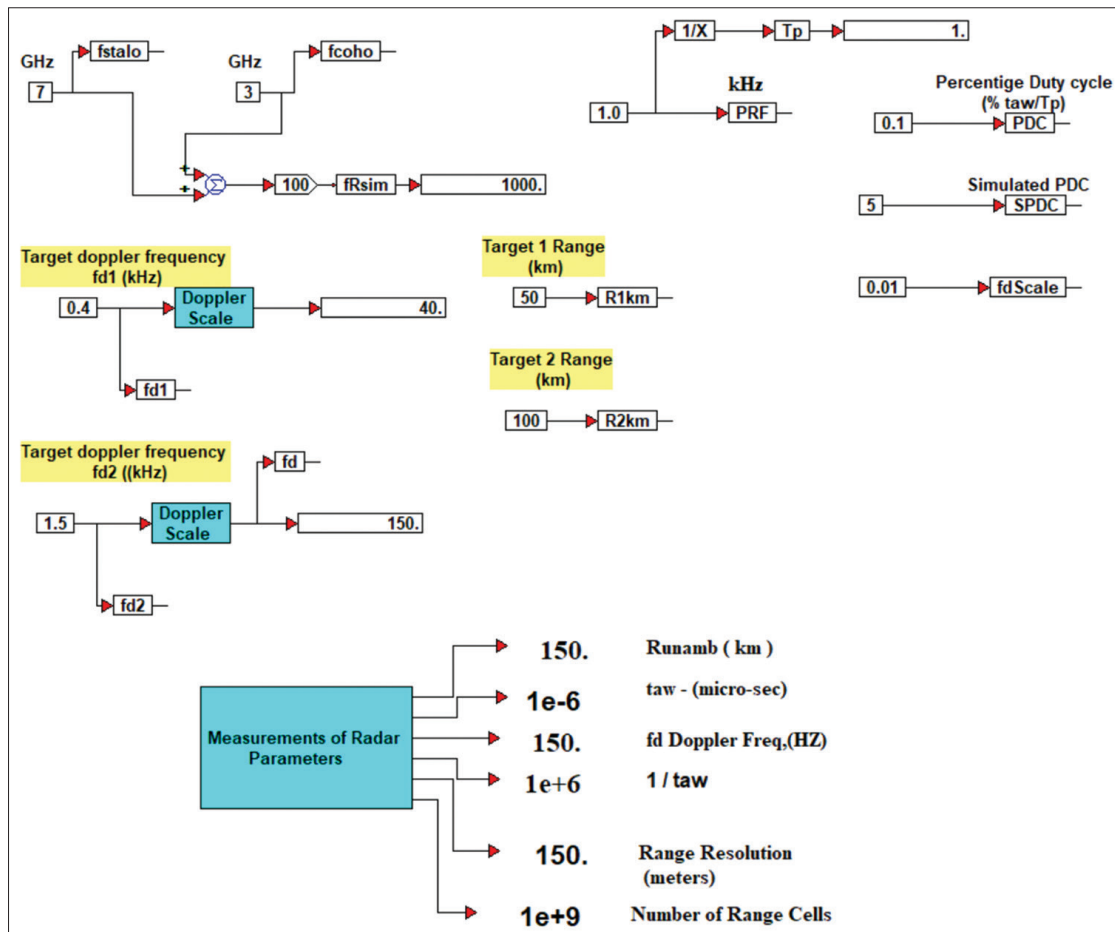 fstalo
GHz
7
GHz
3
fcoho
+
+
Σ
100
fRsim
1000.
1/X
Tp
1.
kHz
1.0
PRF
Percentige Duty cycle
(% taw/Tp)
0.1
PDC
Simulated PDC
5
SPDC
0.01
fdScale
Target doppler frequency
fd1 (kHz)
0.4
Doppler
Scale
40.
fd1
Target 1 Range
(km)
50
R1km
Target 2 Range
(km)
100
R2km
Target doppler frequency
fd2 ((kHz)
fd
1.5
Doppler
Scale
150.
fd2
Measurements of Radar
Parameters
150. Runamb ( km )
1e-6 taw - (micro-sec)
150. fd Doppler Freq,(HZ)
1e+6 1 / taw
150. Range Resolution
(meters)
1e+9 Number of Range Cells